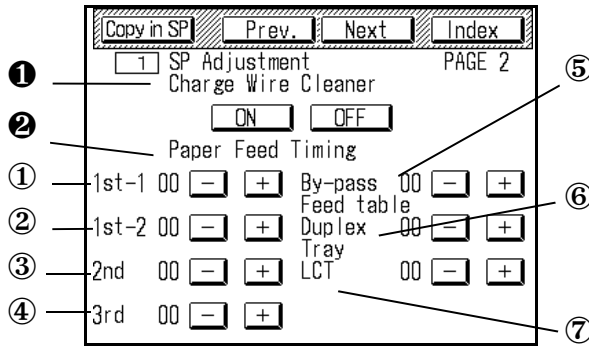 Copy in SP Prev. Next Index
1 SP Adjustment PAGE 2
❶ Charge Wire Cleaner
ON OFF
❷ Paper Feed Timing
① 1st-1 00 − + By-pass 00 − + ⑤
Feed table
② 1st-2 00 − + Duplex 00 − + ⑥
Tray
③ 2nd 00 − + LCT 00 − + ⑦
④ 3rd 00 − +